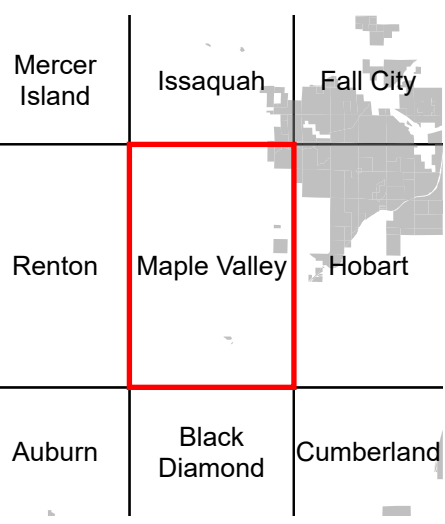 Mercer
Island
Issaquah
Fall City
Renton
Maple Valley
Hobart
Auburn
Black
Diamond
Cumberland